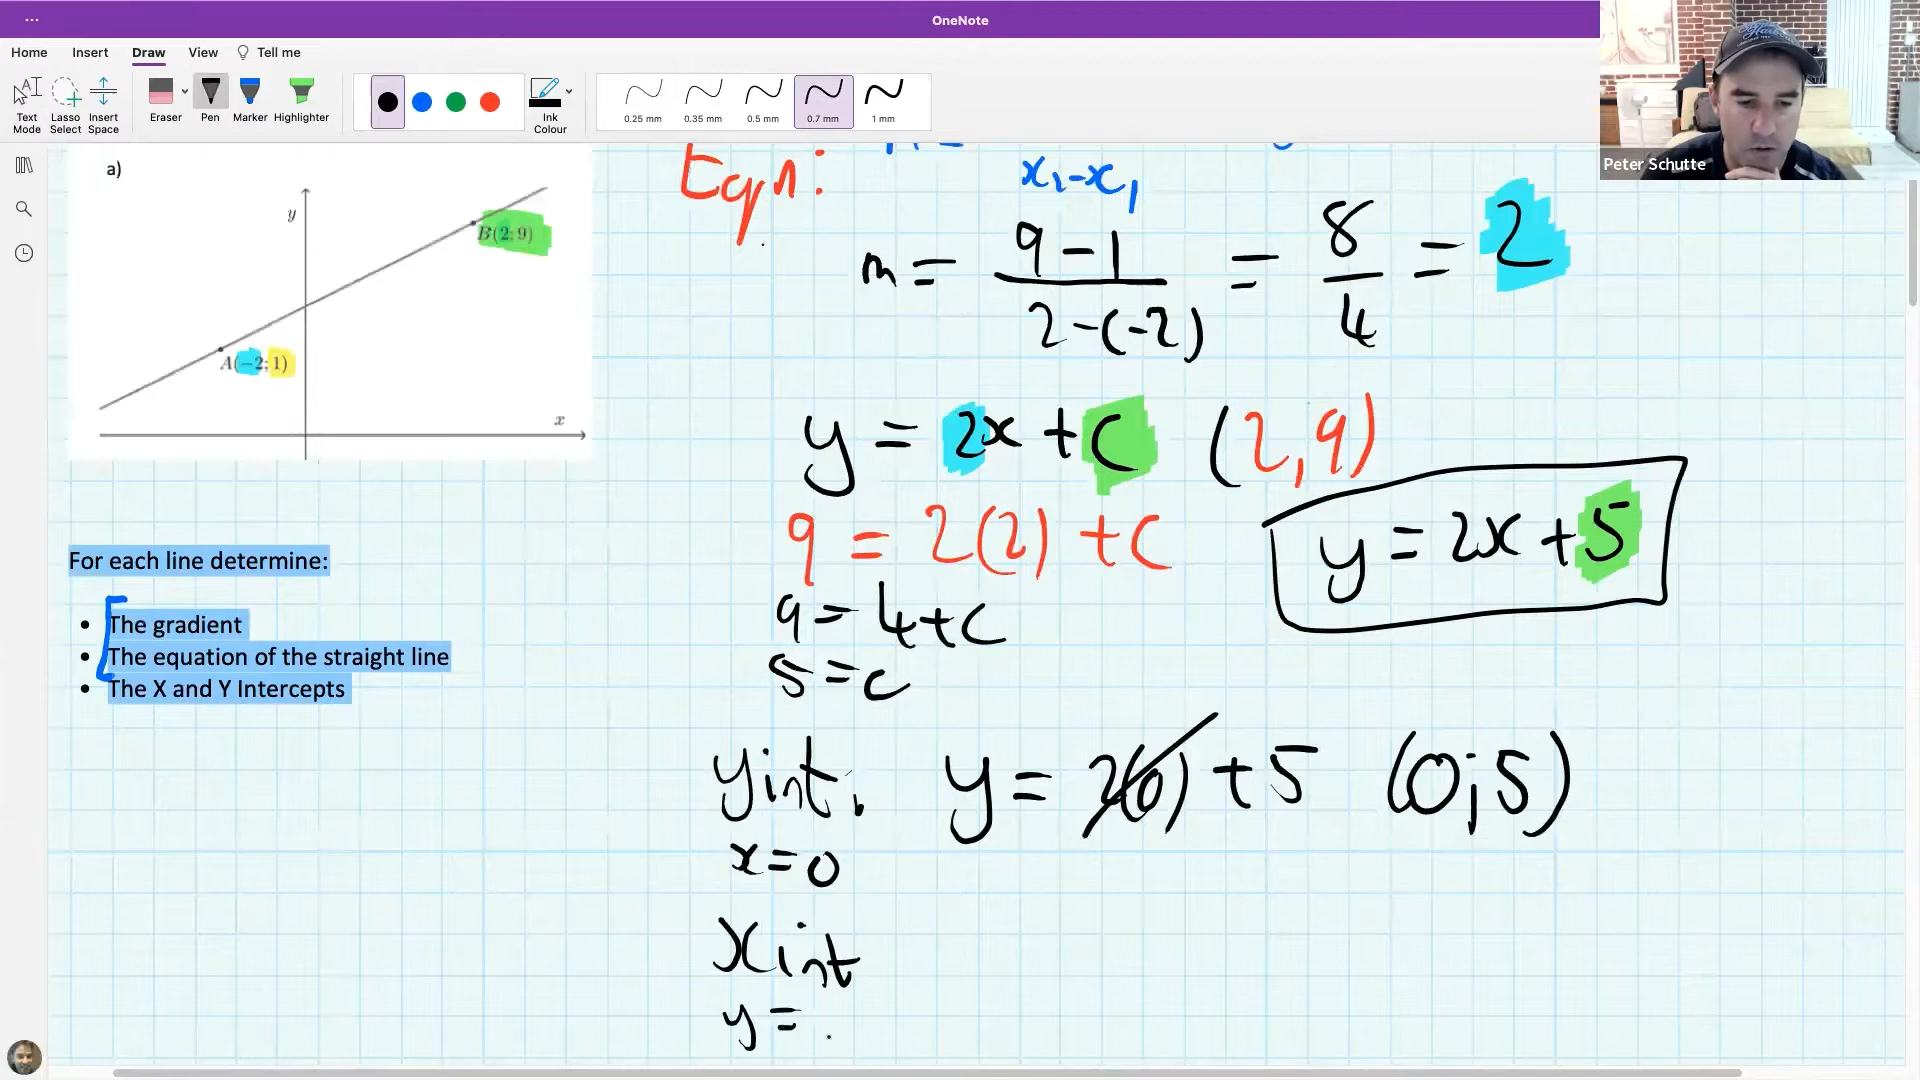 OneNote
Home Insert Draw View Tell me
Text Mode
Lasso Select
Insert Space
Eraser
Pen
Marker
Highlighter
Ink Colour
0.25 mm
0.35 mm
0.5 mm
0.7 mm
1 mm
Peter Schutte
a)
y
B(2; 9)
A(−2; 1)
x
For each line determine:
• The gradient
• The equation of the straight line
• The X and Y Intercepts
Eqn:
x₂-x₁
m = 9-1 / 2-(-2) = 8/4 = 2
y = 2x + c (2,9)
9 = 2(2) + c
y = 2x + 5
9 = 4+c
5 = c
y int. y = 2(0) + 5 (0;5)
x = 0
x int
y =